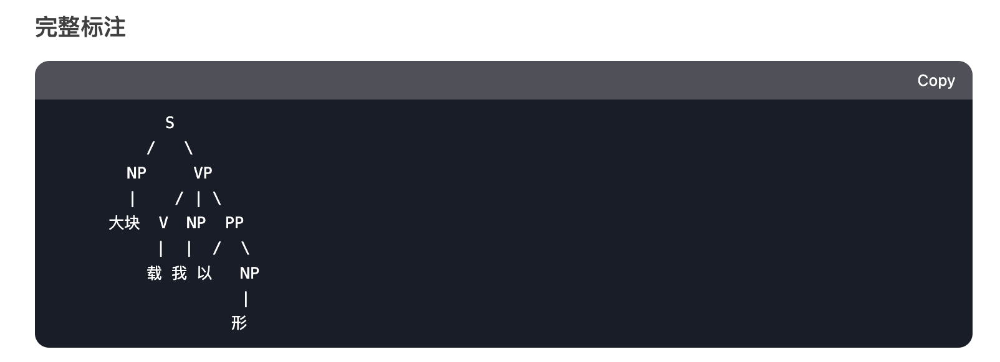 完整标注
Copy
S
/ \
NP VP
| / | \
大块 V NP PP
| | / \
载 我 以 NP
|
形